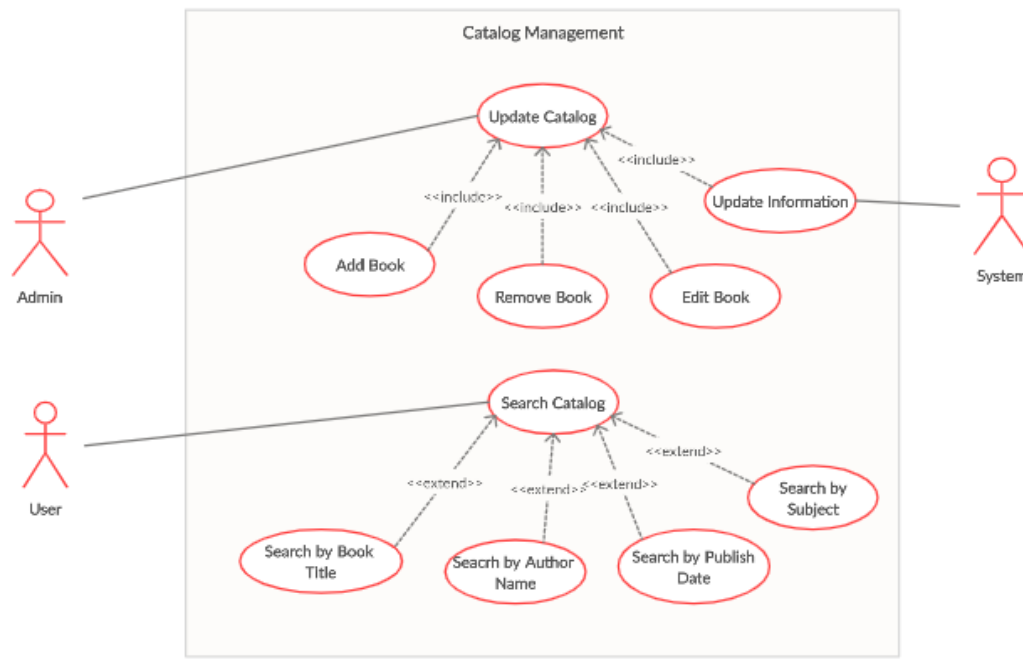 Catalog Management
Update Catalog
<<include>>
<<include>>
<<include>>
<<include>>
Update Information
Add Book
Remove Book
Edit Book
Admin
System
Search Catalog
<<extend>>
<<extend>>
<<extend>>
<<extend>>
User
Search by
Subject
Search by Book
Title
Seacrh by Author
Name
Search by Publish
Date